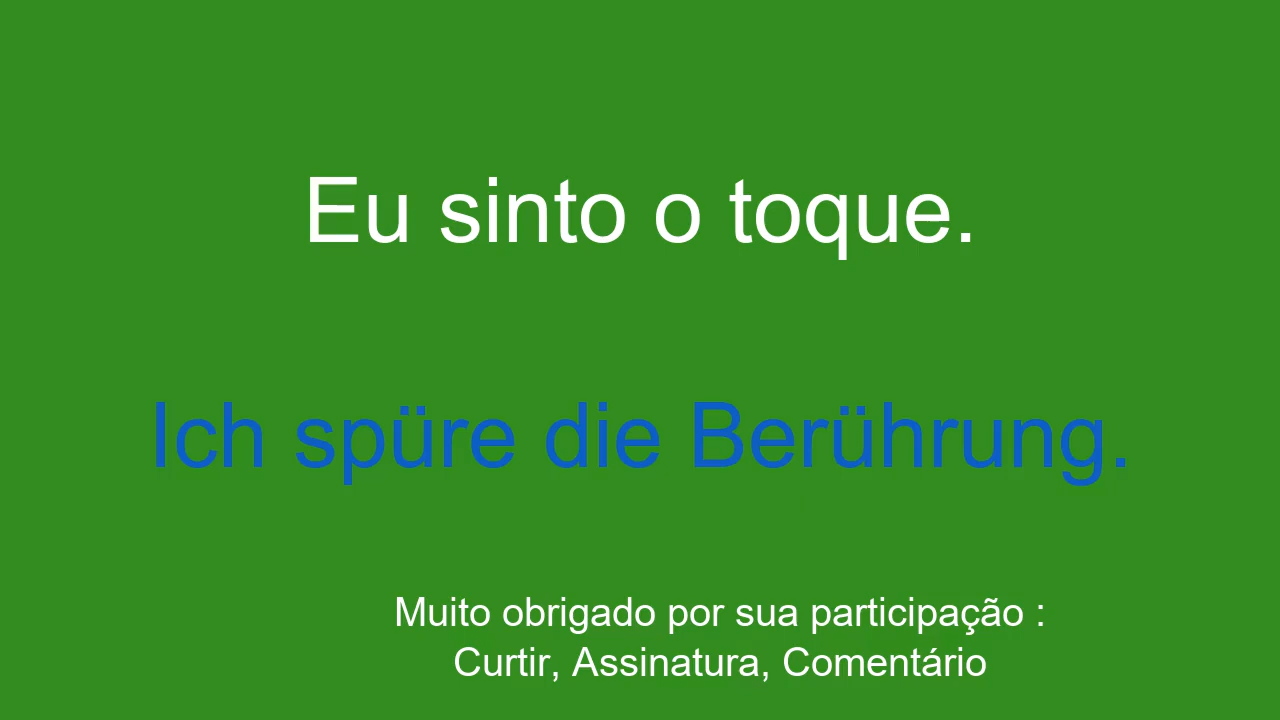 Eu sinto o toque.
Ich spüre die Berührung.
Muito obrigado por sua participação :
Curtir, Assinatura, Comentário